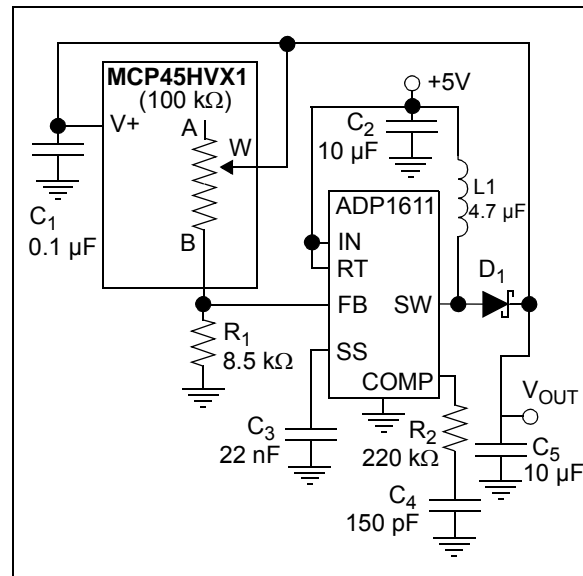 MCP45HVX1
(100 kΩ)
+5V
V+
A
W
C2
10 µF
L1
4.7 µF
ADP1611
C1
0.1 µF
B
IN
RT
D1
FB
SW
R1
8.5 kΩ
SS
COMP
VOUT
C3
22 nF
R2
220 kΩ
C5
10 µF
C4
150 pF